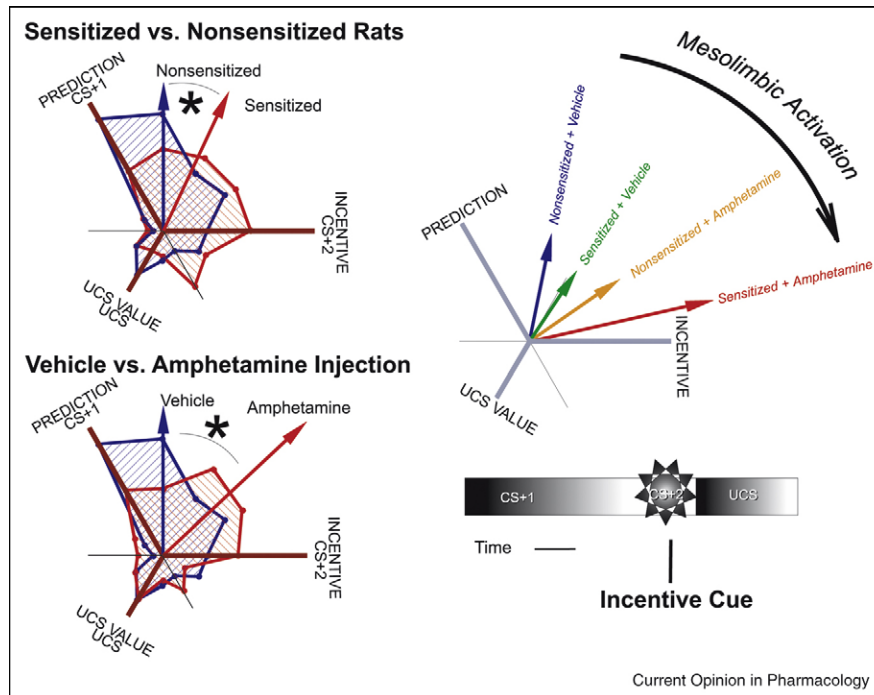 Sensitized vs. Nonsensitized Rats
PREDICTION
CS+1
Nonsensitized
*
Sensitized
INCENTIVE
CS+2
UCS VALUE
UCS
Vehicle vs. Amphetamine Injection
PREDICTION
CS+1
Vehicle
*
Amphetamine
INCENTIVE
CS+2
UCS VALUE
UCS
Mesolimbic Activation
Nonsensitized + Vehicle
Sensitized + Vehicle
Nonsensitized + Amphetamine
Sensitized + Amphetamine
PREDICTION
INCENTIVE
UCS VALUE
CS+1
CS+2
UCS
Time
Incentive Cue
Current Opinion in Pharmacology